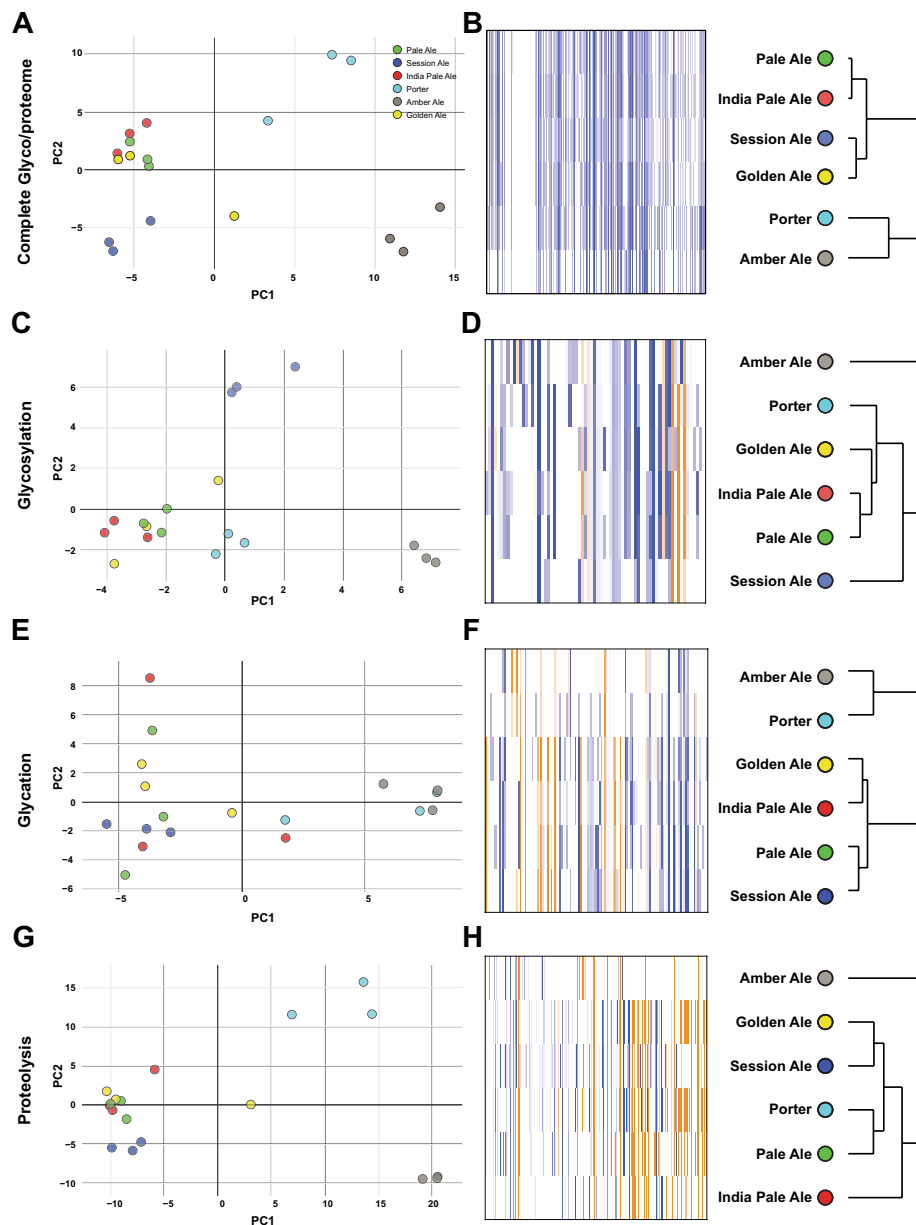 A
Complete Glyco/proteome
PC2
10
5
0
−5
−5
0
5
10
15
PC1
Pale Ale
Session Ale
India Pale Ale
Porter
Amber Ale
Golden Ale
B
Pale Ale
India Pale Ale
Session Ale
Golden Ale
Porter
Amber Ale
C
Glycosylation
PC2
6
4
2
0
−2
−4
−2
0
2
4
6
PC1
D
Amber Ale
Porter
Golden Ale
India Pale Ale
Pale Ale
Session Ale
E
Glycation
PC2
8
6
4
2
0
−2
−4
−6
−5
0
5
PC1
F
Amber Ale
Porter
Golden Ale
India Pale Ale
Pale Ale
Session Ale
G
Proteolysis
PC2
15
10
5
0
−5
−10
−10
−5
0
5
10
15
20
PC1
H
Amber Ale
Golden Ale
Session Ale
Porter
Pale Ale
India Pale Ale